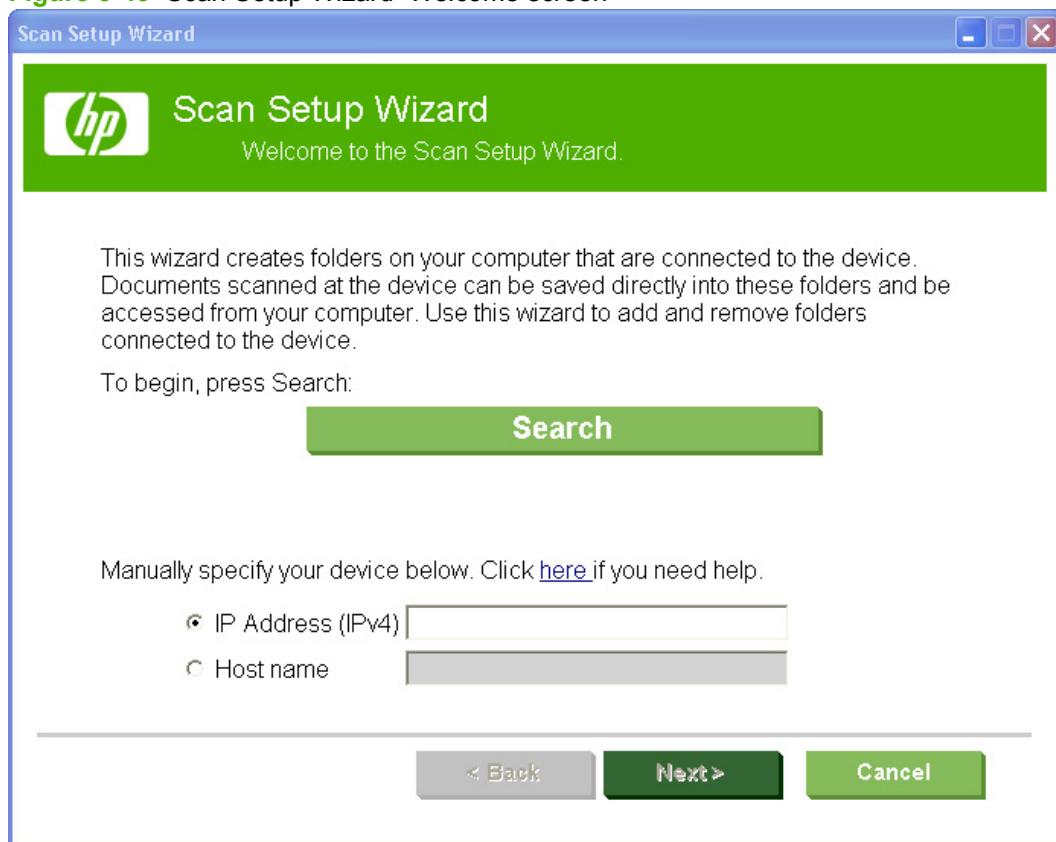 Scan Setup Wizard
hp
Scan Setup Wizard
Welcome to the Scan Setup Wizard.
This wizard creates folders on your computer that are connected to the device.
Documents scanned at the device can be saved directly into these folders and be
accessed from your computer. Use this wizard to add and remove folders
connected to the device.
To begin, press Search:
Search
Manually specify your device below. Click here if you need help.
IP Address (IPv4)
Host name
< Back
Next >
Cancel